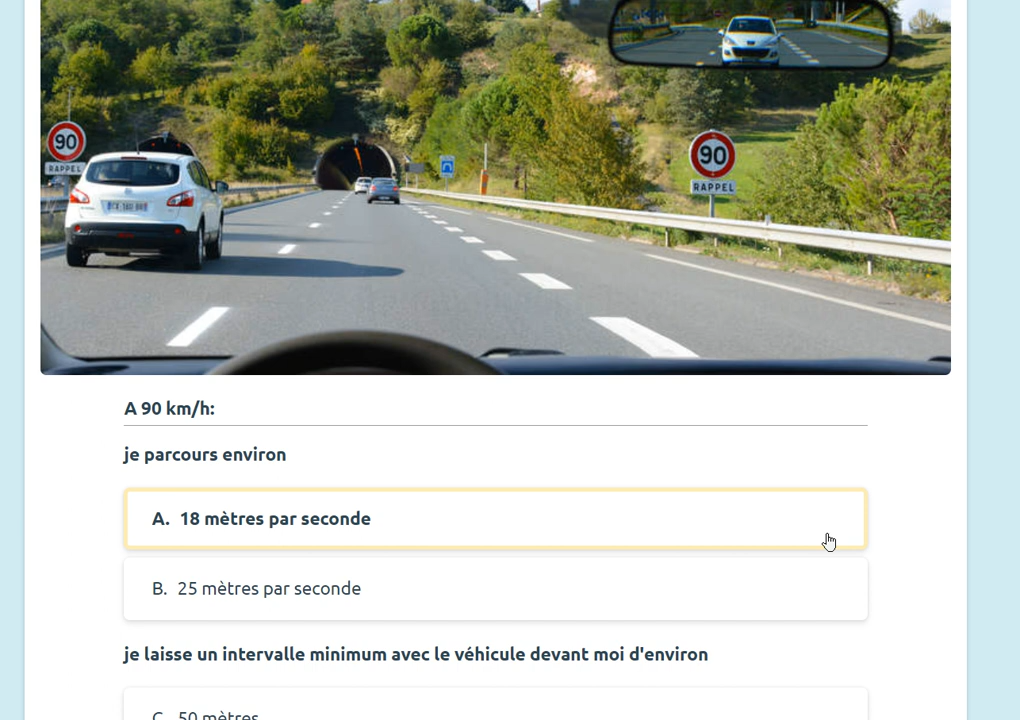 90
RAPPEL
90
RAPPEL
A 90 km/h:
je parcours environ
A. 18 mètres par seconde
B. 25 mètres par seconde
je laisse un intervalle minimum avec le véhicule devant moi d'environ
C. 50 mètres